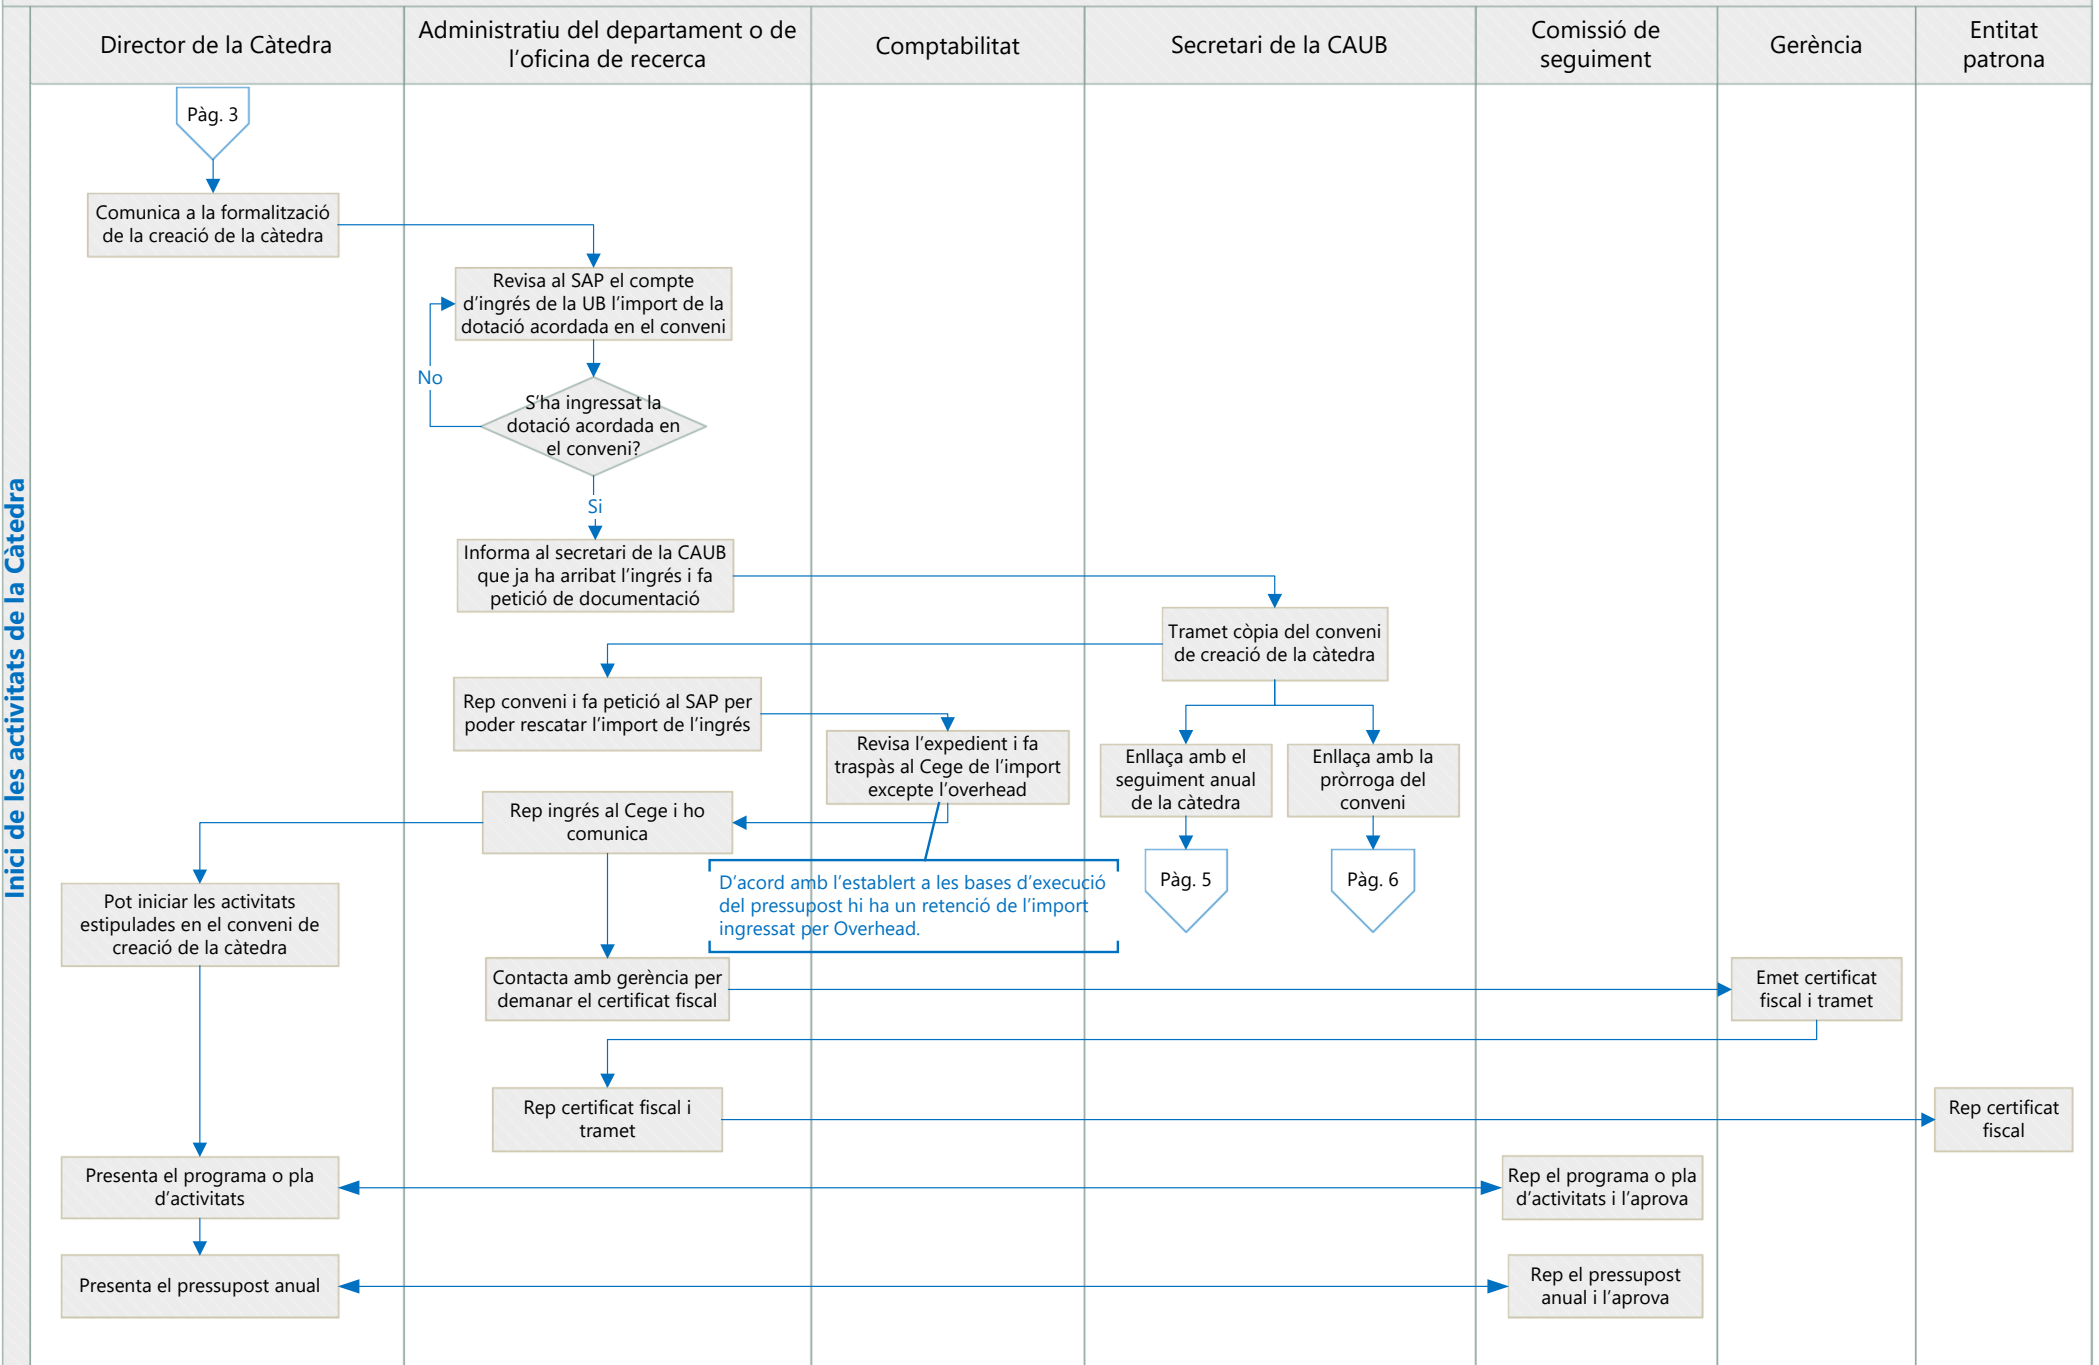 Director de la Càtedra
Administratiu del departament o de
l'oficina de recerca
Comptabilitat
Secretari de la CAUB
Comissió de
seguiment
Gerència
Entitat
patrona
Inici de les activitats de la Càtedra
Pàg. 3
Comunica a la formalització
de la creació de la càtedra
Revisa al SAP el compte
d'ingrés de la UB l'import de la
dotació acordada en el conveni
No
S'ha ingressat la
dotació acordada en
el conveni?
Si
Informa al secretari de la CAUB
que ja ha arribat l'ingrés i fa
petició de documentació
Tramet còpia del conveni
de creació de la càtedra
Rep conveni i fa petició al SAP per
poder rescatar l'import de l'ingrés
Revisa l'expedient i fa
traspàs al Cege de l'import
excepte l'overhead
Enllaça amb el
seguiment anual
de la càtedra
Enllaça amb la
pròrroga del
conveni
Rep ingrés al Cege i ho
comunica
Pàg. 5
Pàg. 6
D'acord amb l'establert a les bases d'execució
del pressupost hi ha un retenció de l'import
ingressat per Overhead.
Pot iniciar les activitats
estipulades en el conveni de
creació de la càtedra
Contacta amb gerència per
demanar el certificat fiscal
Emet certificat
fiscal i tramet
Rep certificat fiscal i
tramet
Rep certificat
fiscal
Presenta el programa o pla
d'activitats
Rep el programa o pla
d'activitats i l'aprova
Presenta el pressupost anual
Rep el pressupost
anual i l'aprova